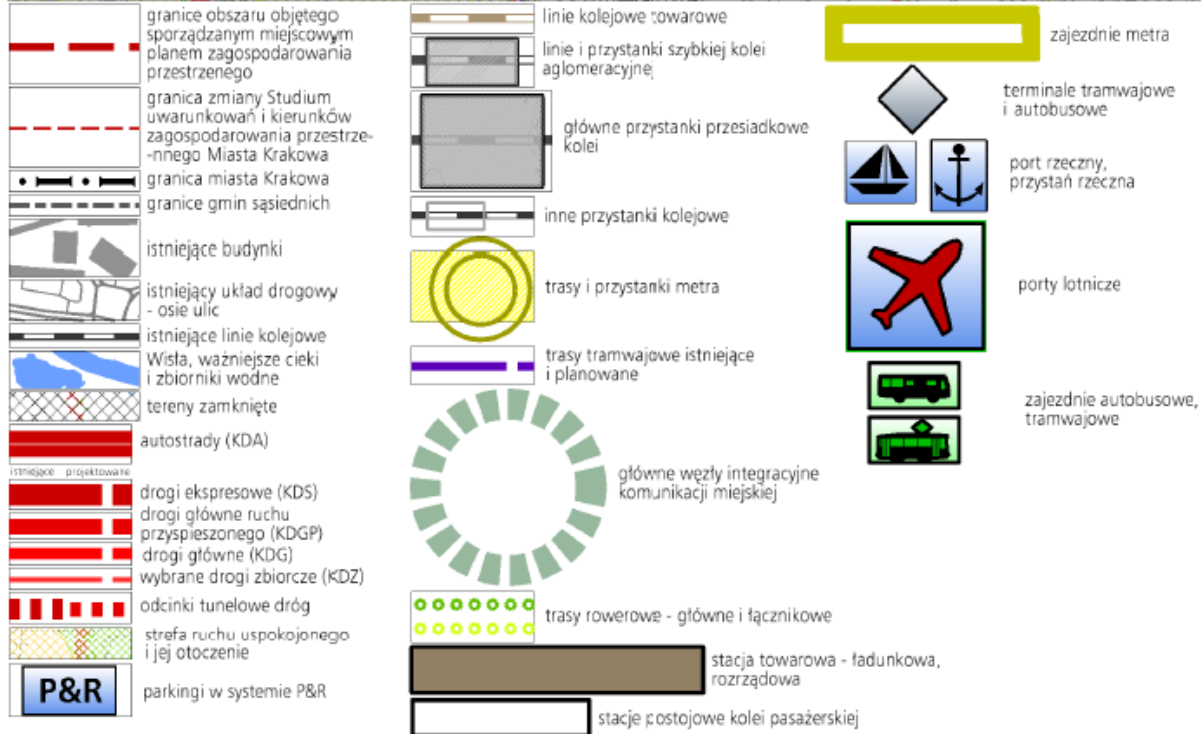 granice obszaru objętego
sporządzanym miejscowym
planem zagospodarowania
przestrzenego
granica zmiany Studium
uwarunkowań i kierunków
zagospodarowania przestrze-
-nnego Miasta Krakowa
granica miasta Krakowa
granice gmin sąsiednich
istniejące budynki
istniejący układ drogowy
- osie ulic
istniejące linie kolejowe
Wisła, ważniejsze cieki
i zbiorniki wodne
tereny zamknięte
autostrady (KDA)
istniejące projektowane
drogi ekspresowe (KDS)
drogi główne ruchu
przyspieszonego (KDGP)
drogi główne (KDG)
wybrane drogi zbiorcze (KDZ)
odcinki tunelowe dróg
strefa ruchu uspokojonego
i jej otoczenie
P&R
parkingi w systemie P&R
linie kolejowe towarowe
linie i przystanki szybkiej kolei
aglomeracyjnej
główne przystanki przesiadkowe
kolei
inne przystanki kolejowe
trasy i przystanki metra
trasy tramwajowe istniejące
i planowane
główne węzły integracyjne
komunikacji miejskiej
trasy rowerowe - główne i łącznikowe
stacja towarowa - ładunkowa,
rozrządowa
stacje postojowe kolei pasażerskiej
zajezdnie metra
terminale tramwajowe
i autobusowe
port rzeczny,
przystań rzeczna
porty lotnicze
zajezdnie autobusowe,
tramwajowe